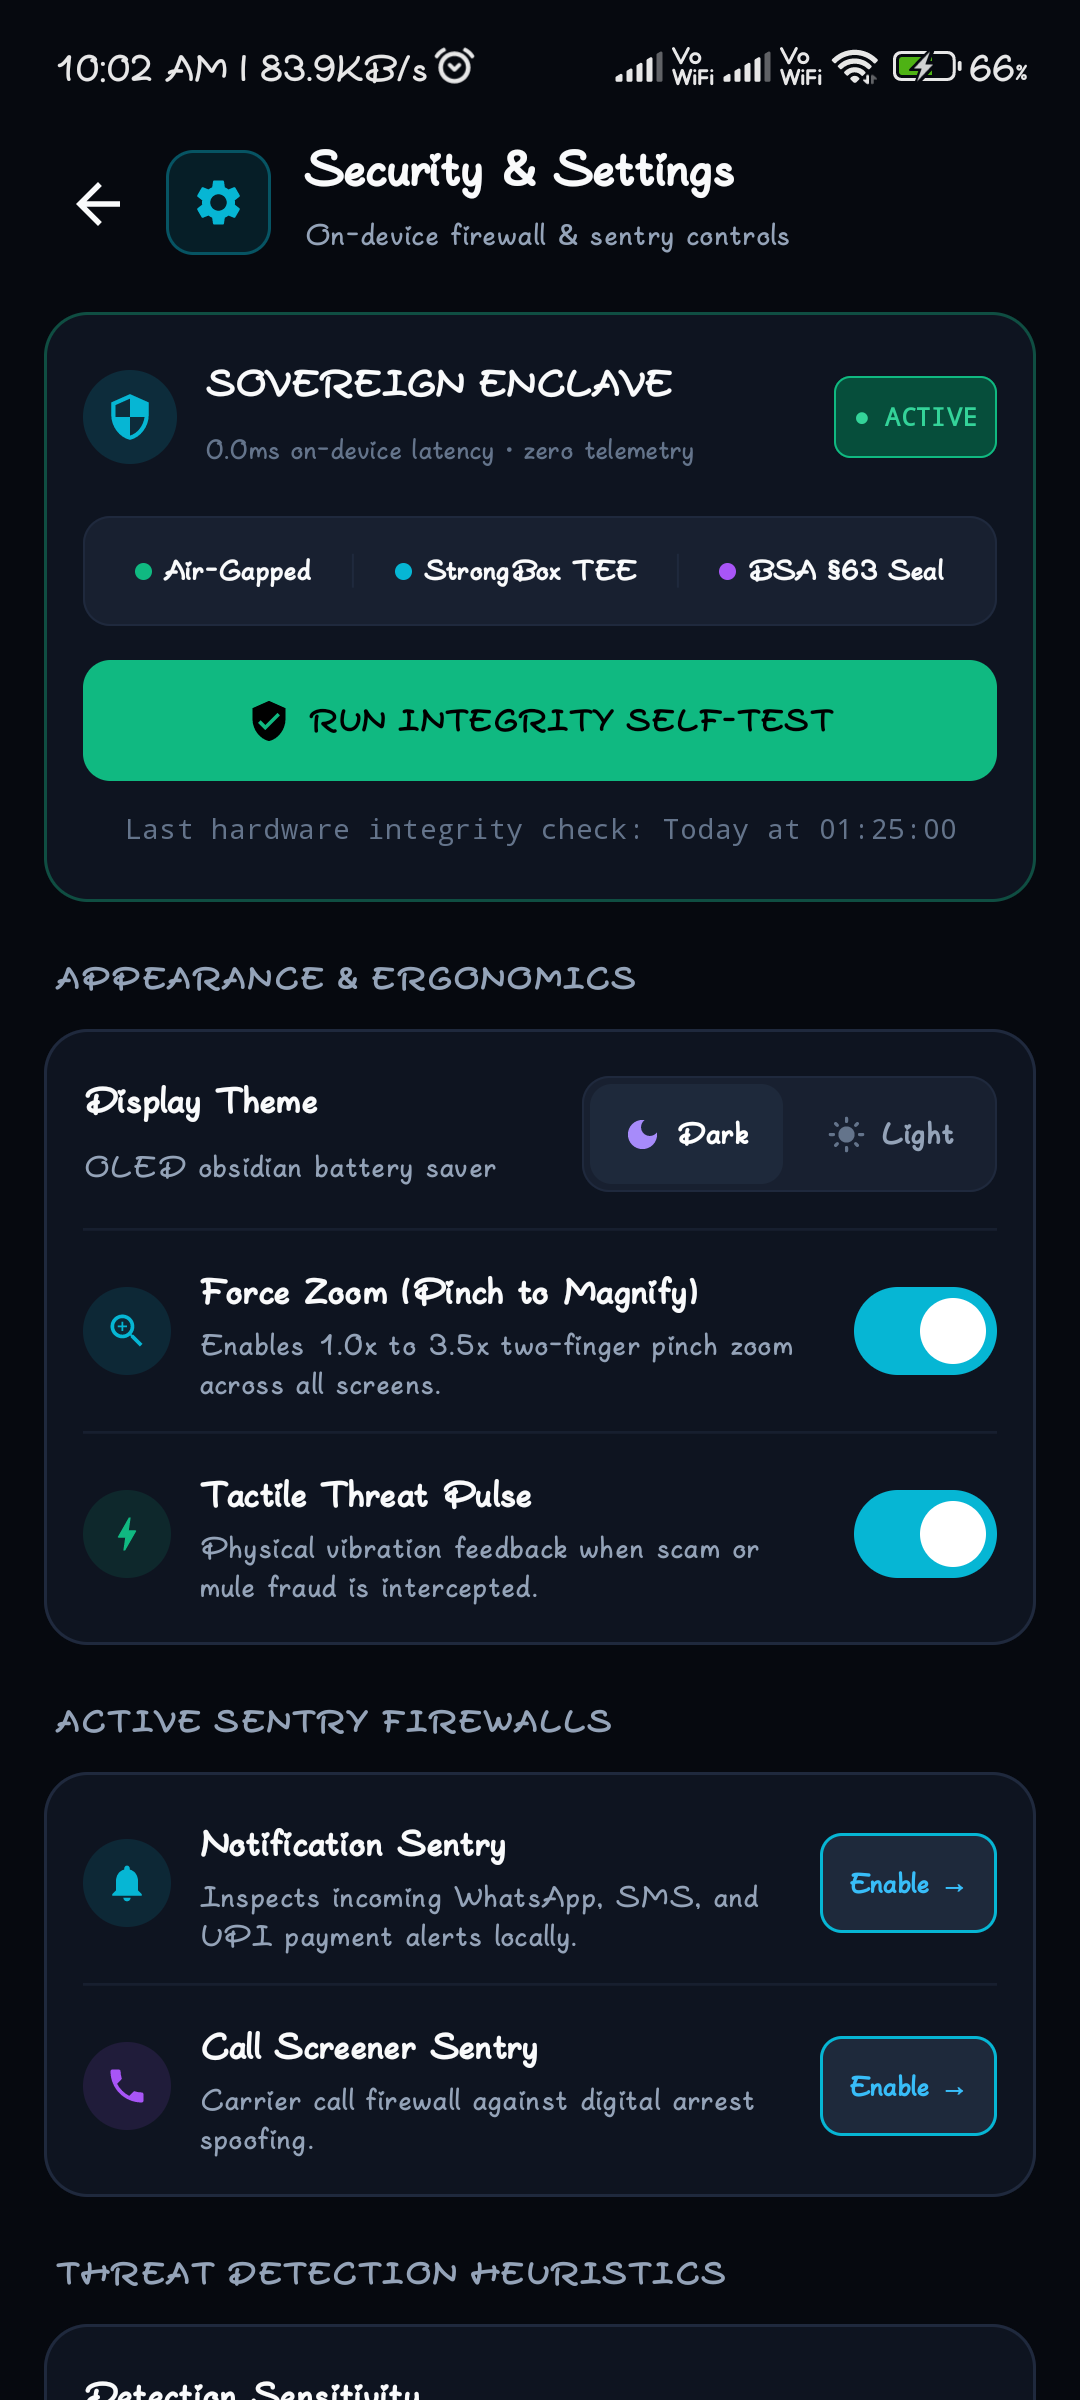 10:02 AM | 83.9KB/s
Vo WiFi Vo WiFi 66%
Security & Settings
On-device firewall & sentry controls
SOVEREIGN ENCLAVE
0.0ms on-device latency • zero telemetry
● ACTIVE
Air-Gapped
StrongBox TEE
BSA §63 Seal
RUN INTEGRITY SELF-TEST
Last hardware integrity check: Today at 01:25:00
APPEARANCE & ERGONOMICS
Display Theme
OLED obsidian battery saver
Dark
Light
Force Zoom (Pinch to Magnify)
Enables 1.0x to 3.5x two-finger pinch zoom
across all screens.
Tactile Threat Pulse
Physical vibration feedback when scam or
mule fraud is intercepted.
ACTIVE SENTRY FIREWALLS
Notification Sentry
Inspects incoming WhatsApp, SMS, and
UPI payment alerts locally.
Enable →
Call Screener Sentry
Carrier call firewall against digital arrest
spoofing.
Enable →
THREAT DETECTION HEURISTICS
Detection Sensitivity